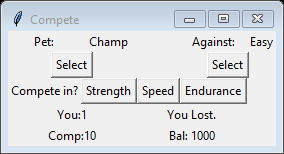 Compete
Pet: Champ Against: Easy
Select Select
Compete in? Strength Speed Endurance
You:1 You Lost.
Comp:10 Bal: 1000